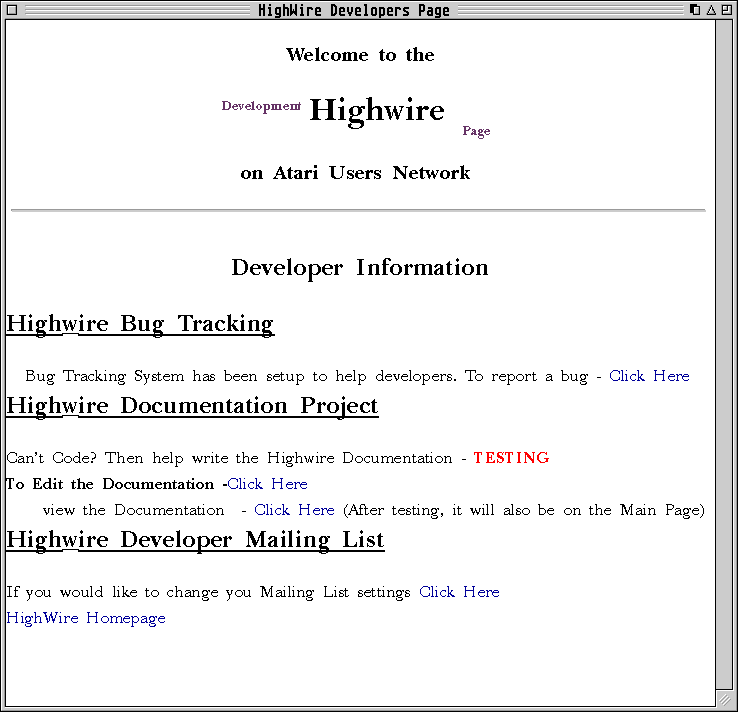 HighWire Developers Page
Welcome to the
Development Highwire Page
on Atari Users Network
Developer Information
Highwire Bug Tracking
Bug Tracking System has been setup to help developers. To report a bug - Click Here
Highwire Documentation Project
Can't Code? Then help write the Highwire Documentation - TESTING
To Edit the Documentation -Click Here
view the Documentation - Click Here (After testing, it will also be on the Main Page)
Highwire Developer Mailing List
If you would like to change you Mailing List settings Click Here
HighWire Homepage